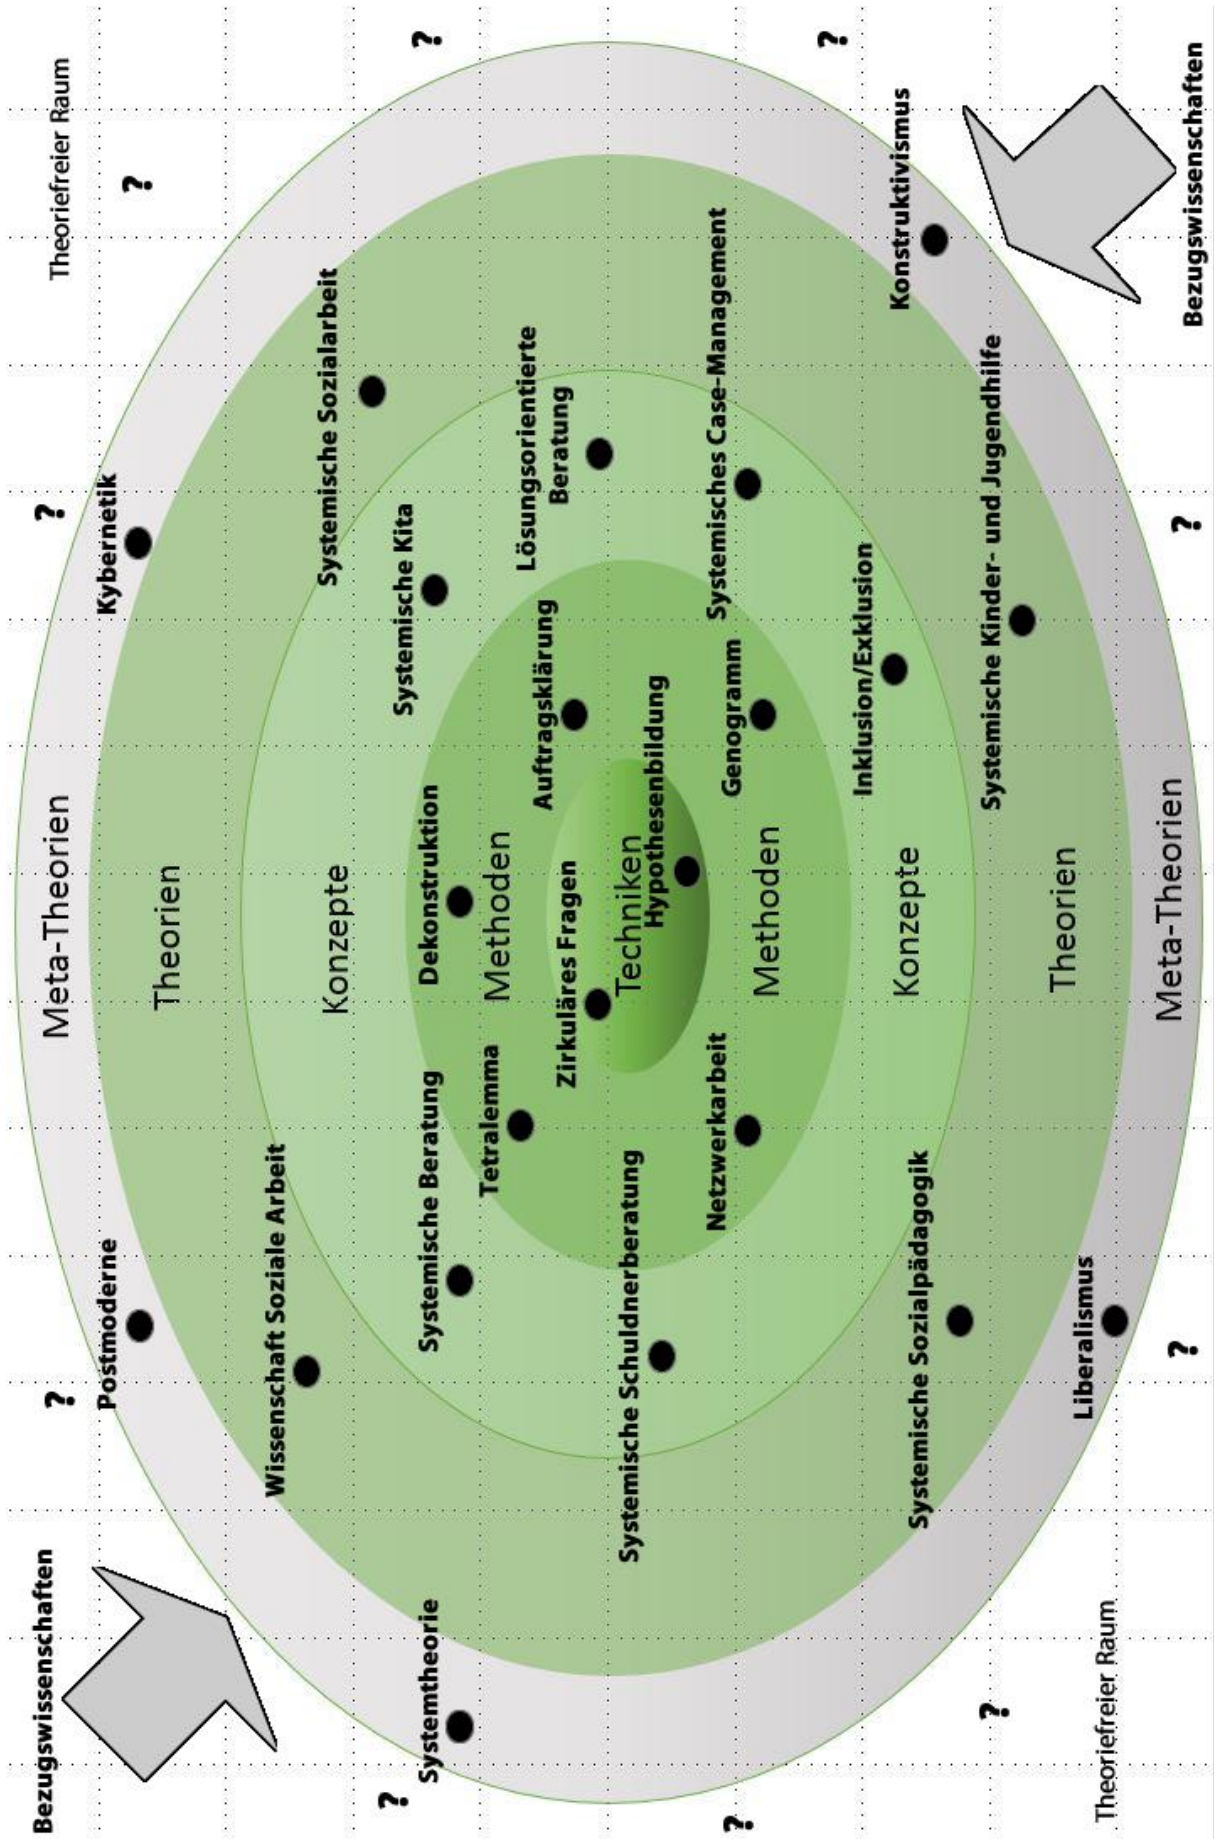 Bezugswissenschaften
Meta-Theorien
Theoriefreier Raum
?
?
?
Postmoderne
Kybernetik
Theorien
Wissenschaft Soziale Arbeit
Systemische Sozialarbeit
Konzepte
?
Systemische Kita
?
Systemtheorie
Systemische Beratung
Dekonstruktion
Tetralemma
Methoden
Lösungsorientierte
Beratung
Auftragsklärung
Zirkuläres Fragen
Techniken
Systemische Schuldnerberatung
Hypothesenbildung
Netzwerkarbeit
Systemisches Case-Management
Genogramm
?
Methoden
?
Inklusion/Exklusion
Konstruktivismus
Konzepte
Systemische Sozialpädagogik
Systemische Kinder- und Jugendhilfe
?
Theorien
Liberalismus
Theoriefreier Raum
Meta-Theorien
?
?
Bezugswissenschaften